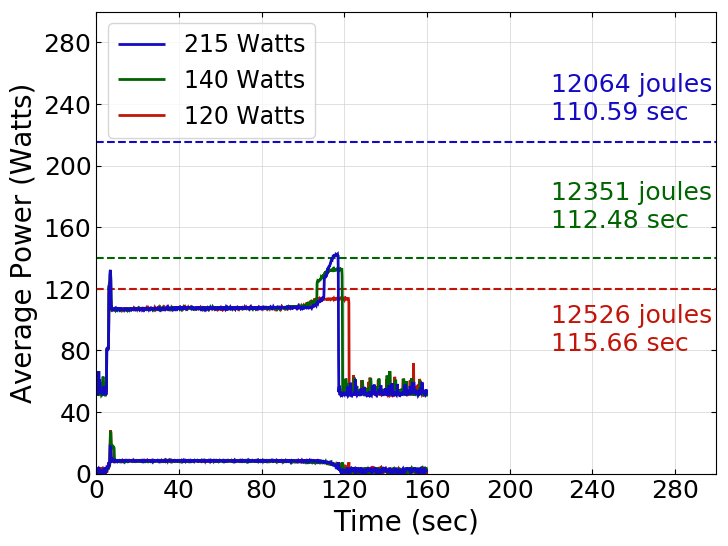 215 Watts
140 Watts
120 Watts
12064 joules
110.59 sec
12351 joules
112.48 sec
12526 joules
115.66 sec
Average Power (Watts)
280
240
200
160
120
80
40
0
0 40 80 120 160 200 240 280
Time (sec)